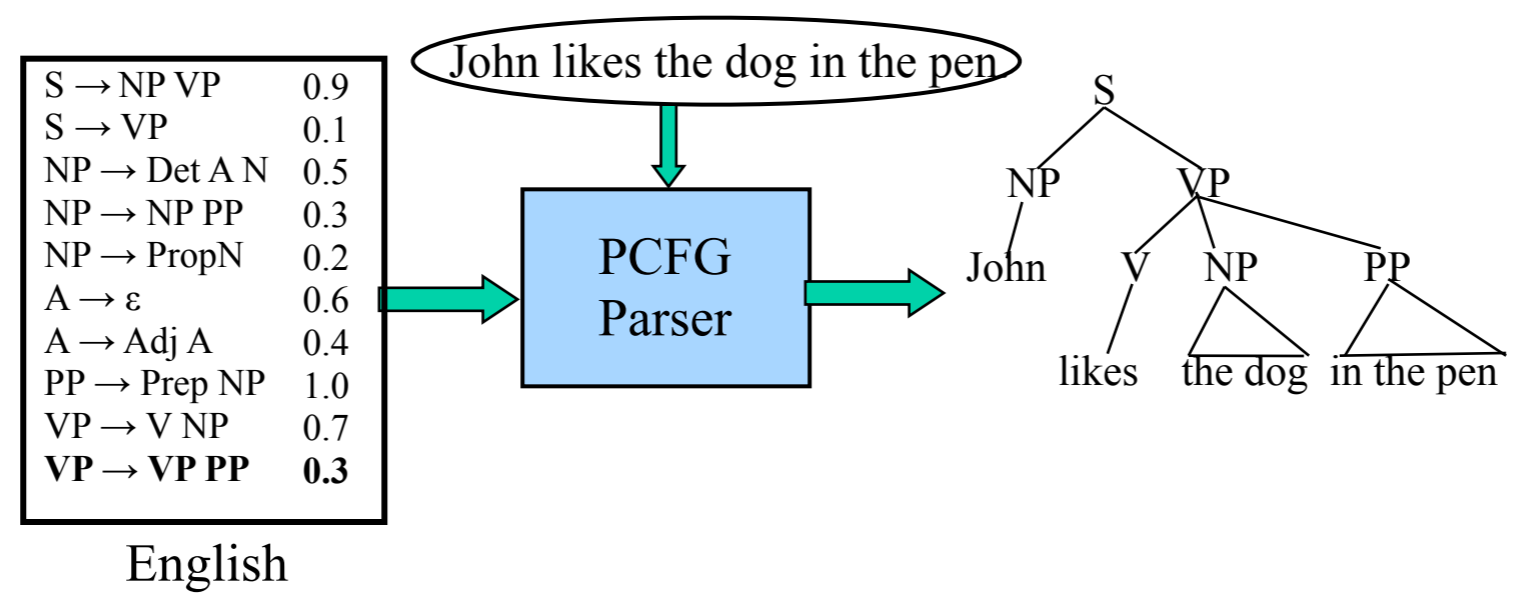 John likes the dog in the pen.
S → NP VP 0.9
S → VP 0.1
NP → Det A N 0.5
NP → NP PP 0.3
NP → PropN 0.2
A → ε 0.6
A → Adj A 0.4
PP → Prep NP 1.0
VP → V NP 0.7
VP → VP PP 0.3
English
PCFG
Parser
S
NP VP
John V NP PP
likes the dog in the pen